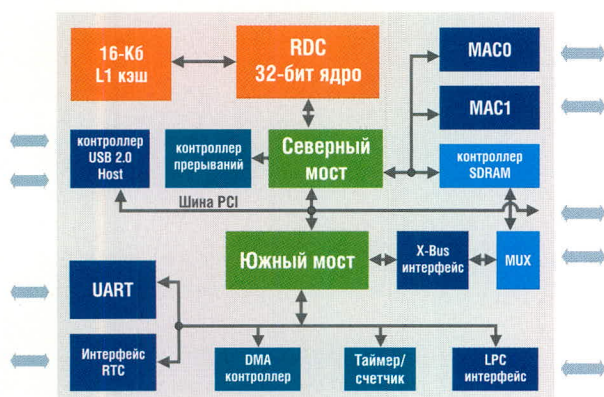 16-Кб
L1 кэш
RDC
32-бит ядро
MAC0
MAC1
контроллер
USB 2.0
Host
контроллер
прерываний
Северный
мост
контроллер
SDRAM
Шина PCI
Южный мост
X-Bus
интерфейс
MUX
UART
Интерфейс
RTC
DMA
контроллер
Таймер/
счетчик
LPC
интерфейс